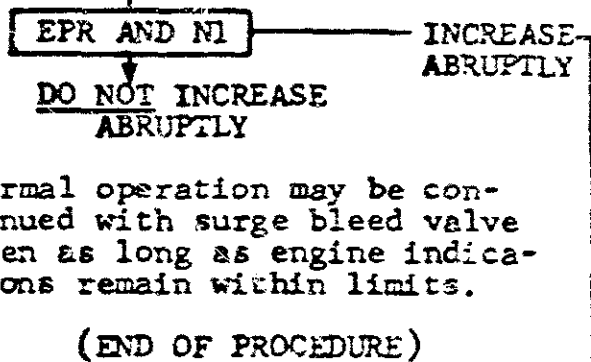 EPR AND N1
INCREASE
ABRUPTLY
DO NOT INCREASE
ABRUPTLY
rmal operation may be con-
nued with surge bleed valve
en as long as engine indica-
ons remain within limits.
(END OF PROCEDURE)